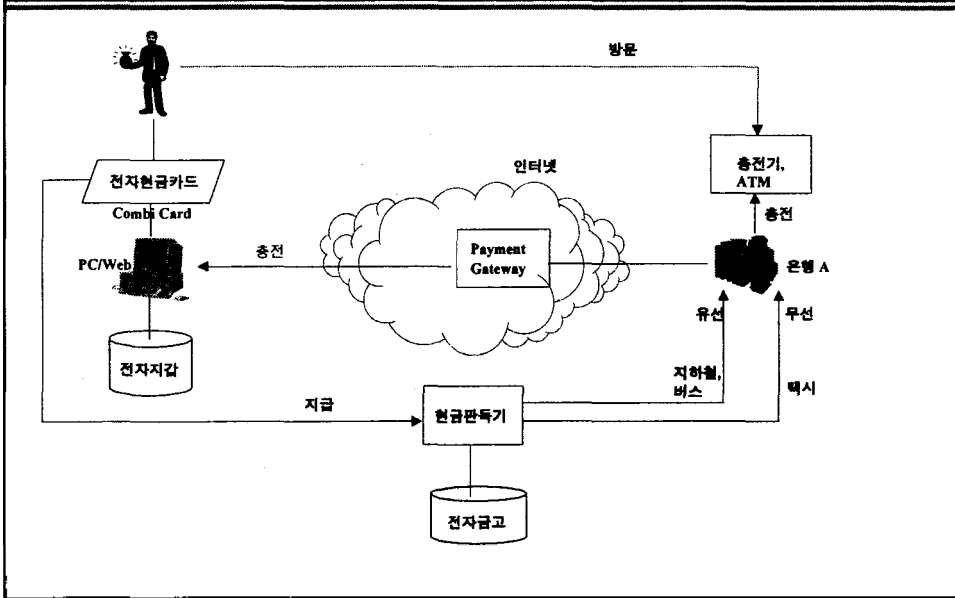 방문
전자현금카드
Combi Card
인터넷
충전기,
ATM
충전
PC/Web
충전
Payment
Gateway
은행 A
유선
무선
전자지갑
지하철,
버스
택시
지급
현금판독기
전자금고